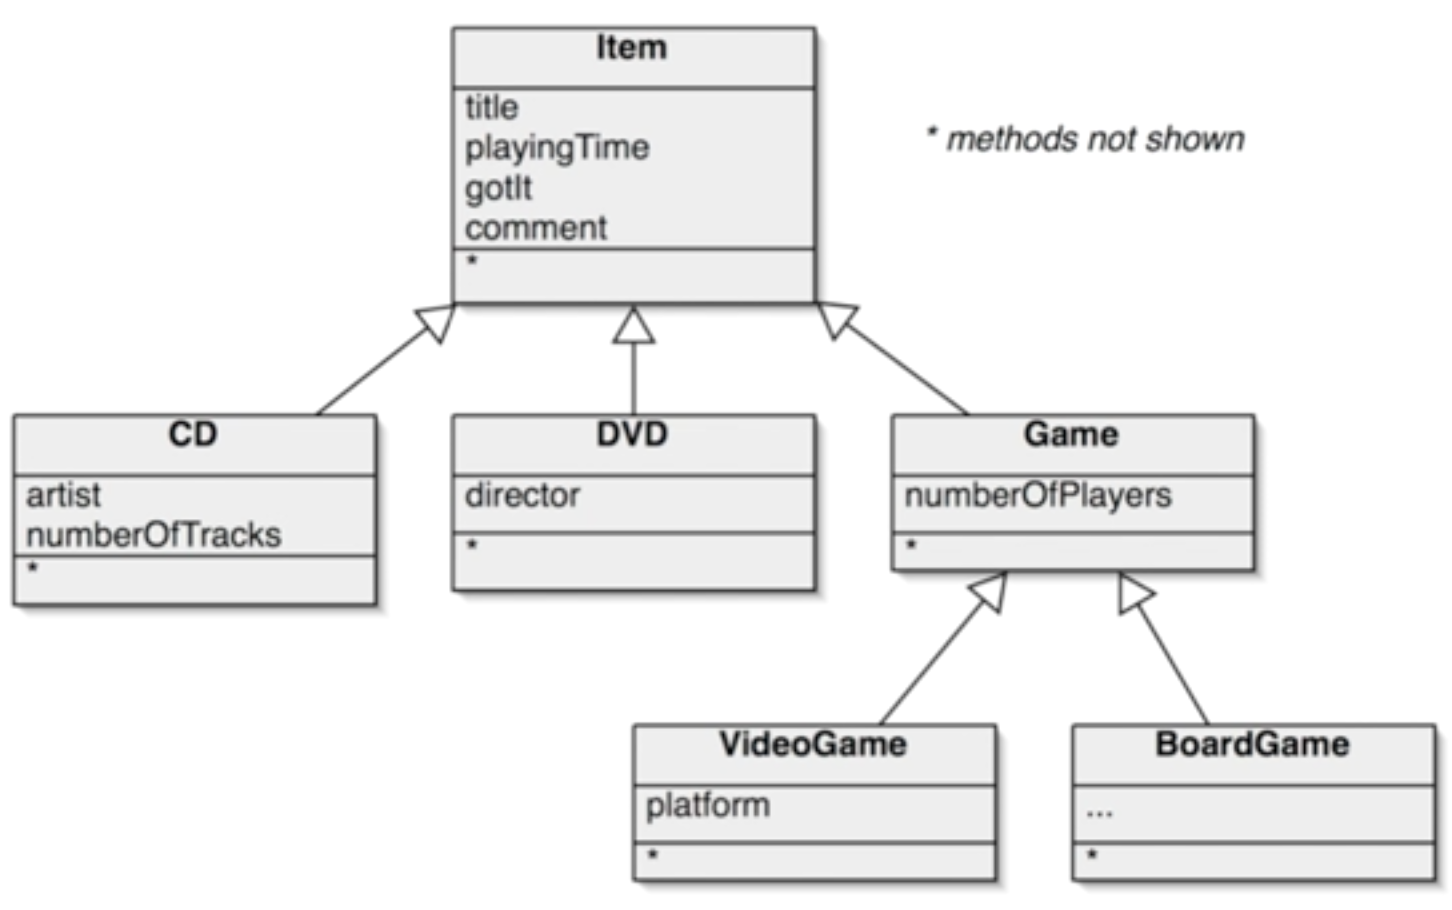 Item
title
playingTime
gotIt
comment
*
* methods not shown
CD
artist
numberOfTracks
*
DVD
director
*
Game
numberOfPlayers
*
VideoGame
platform
*
BoardGame
...
*